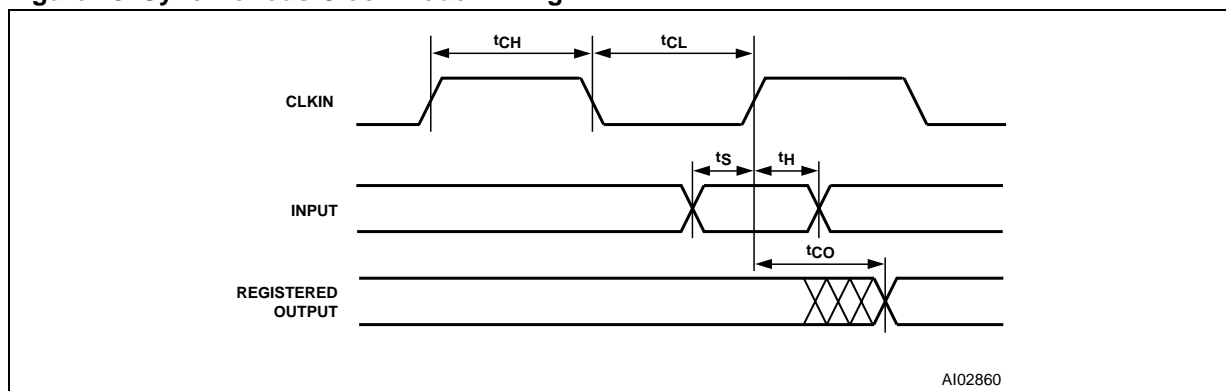 tCH
tCL
CLKIN
tS
tH
INPUT
tCO
REGISTERED
OUTPUT
AI02860